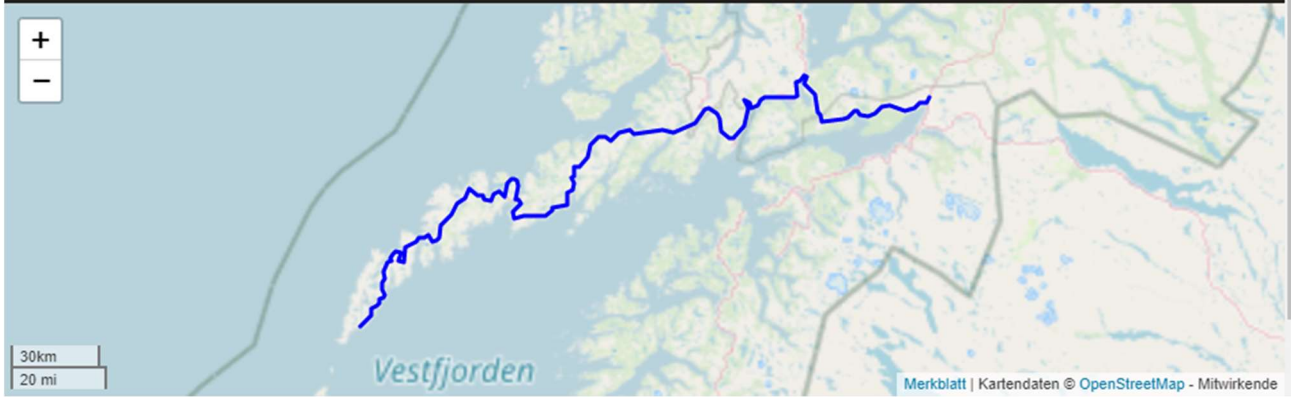 +
−
30km
20 mi
Vestfjorden
Merkblatt | Kartendaten © OpenStreetMap - Mitwirkende